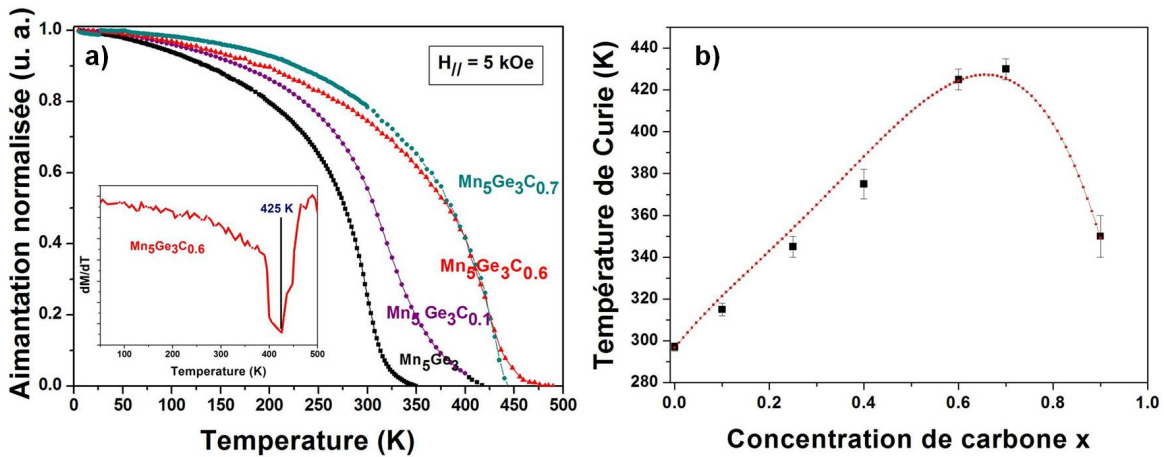 a)
H// = 5 kOe
Aimantation normalisée (u. a.)
1.0
0.8
0.6
0.4
0.2
0.0
0 50 100 150 200 250 300 350 400 450 500
Temperature (K)
Mn5Ge3C0.7
Mn5Ge3C0.6
Mn5 Ge3C0.1
Mn5Ge3
425 K
Mn5Ge3C0.6
dM/dT
100 200 300 400 500
Temperature (K)
b)
Température de Curie (K)
440
420
400
380
360
340
320
300
280
0.0 0.2 0.4 0.6 0.8 1.0
Concentration de carbone x